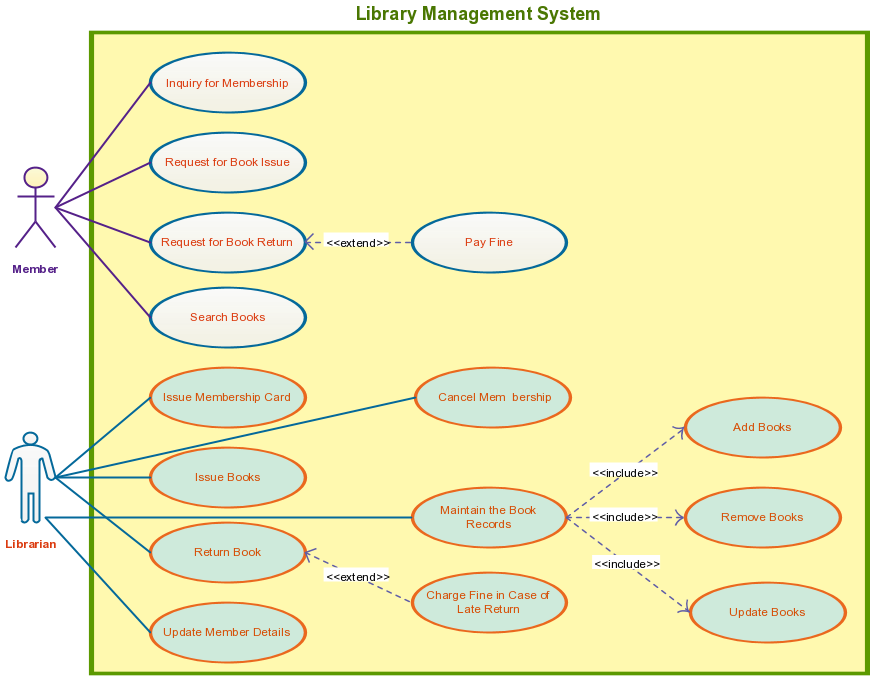 Library Management System
Inquiry for Membership
Request for Book Issue
Member
Request for Book Return
<<extend>>
Pay Fine
Search Books
Issue Membership Card
Cancel Mem bership
Add Books
Librarian
Issue Books
<<include>>
Maintain the Book
Records
<<include>>
Remove Books
Return Book
<<include>>
<<extend>>
Charge Fine in Case of
Late Return
Update Books
Update Member Details